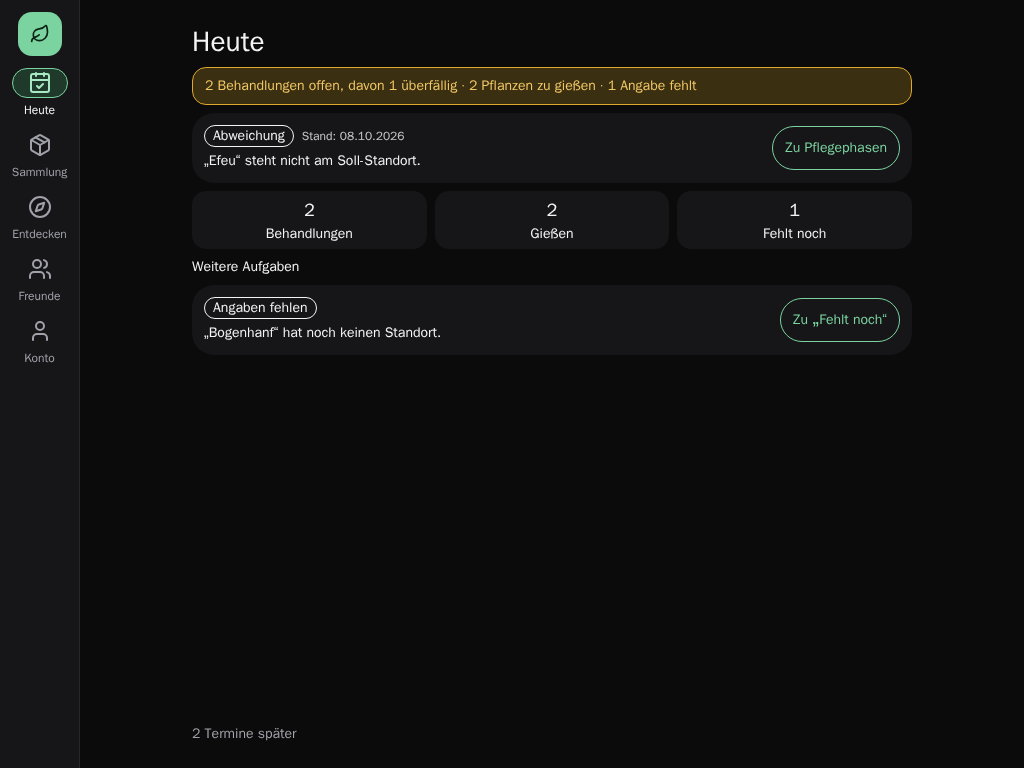 Heute
2 Behandlungen offen, davon 1 überfällig · 2 Pflanzen zu gießen · 1 Angabe fehlt
Abweichung Stand: 08.10.2026
„Efeu“ steht nicht am Soll-Standort.
Zu Pflegephasen
2
Behandlungen
2
Gießen
1
Fehlt noch
Weitere Aufgaben
Angaben fehlen
„Bogenhanf“ hat noch keinen Standort.
Zu „Fehlt noch“
2 Termine später
Heute
Sammlung
Entdecken
Freunde
Konto